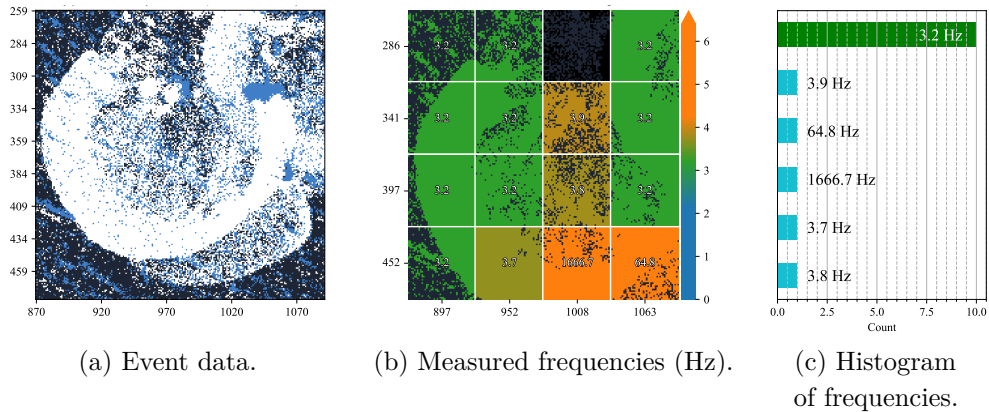 259
284
309
334
359
384
409
434
459
870
920
970
1020
1070
(a) Event data.
286
341
397
452
3.2 3.2 3.2
3.2 3.2 3.9 3.2
3.2 3.2 3.8 3.2
3.2 3.7 1666.7 64.8
897 952 1008 1063
6
5
4
3
2
1
0
(b) Measured frequencies (Hz).
3.2 Hz
3.9 Hz
64.8 Hz
1666.7 Hz
3.7 Hz
3.8 Hz
0.0 2.5 5.0 7.5 10.0
Count
(c) Histogram
of frequencies.